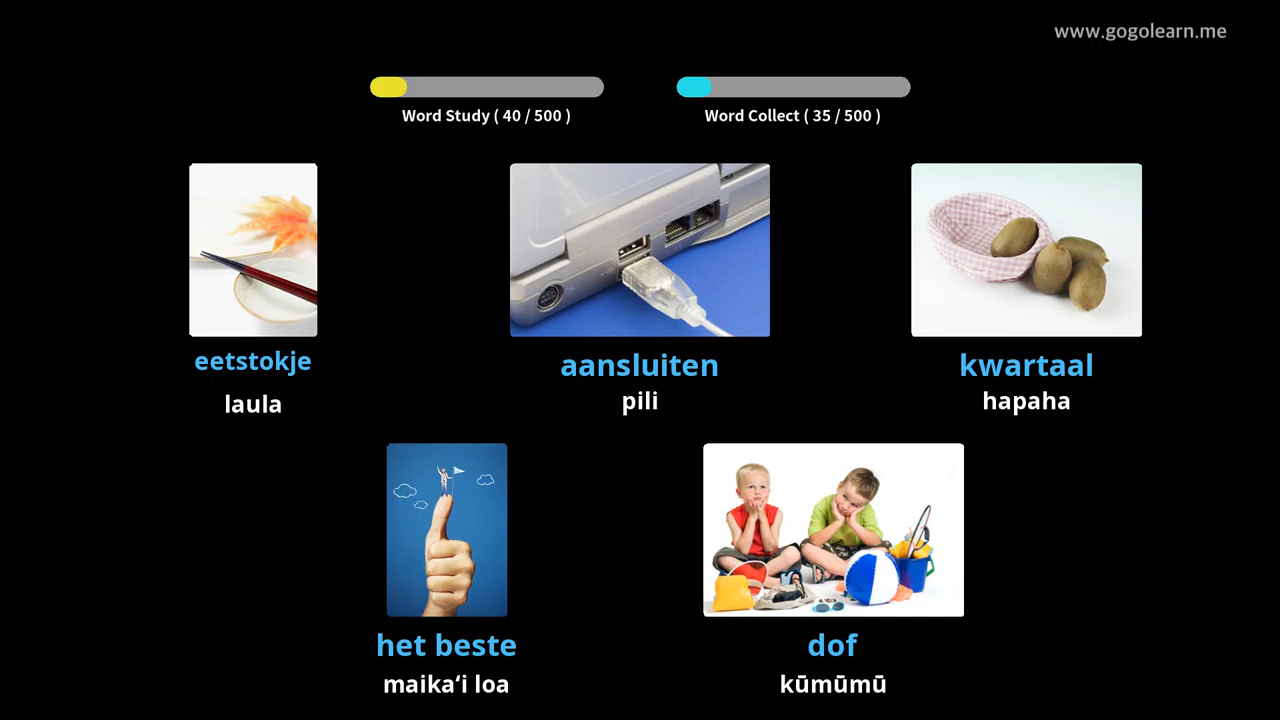 www.gogolearn.me
Word Study ( 40 / 500 )
Word Collect ( 35 / 500 )
eetstokje
laula
aansluiten
pili
kwartaal
hapaha
het beste
maikaʻi loa
dof
kūmūmū